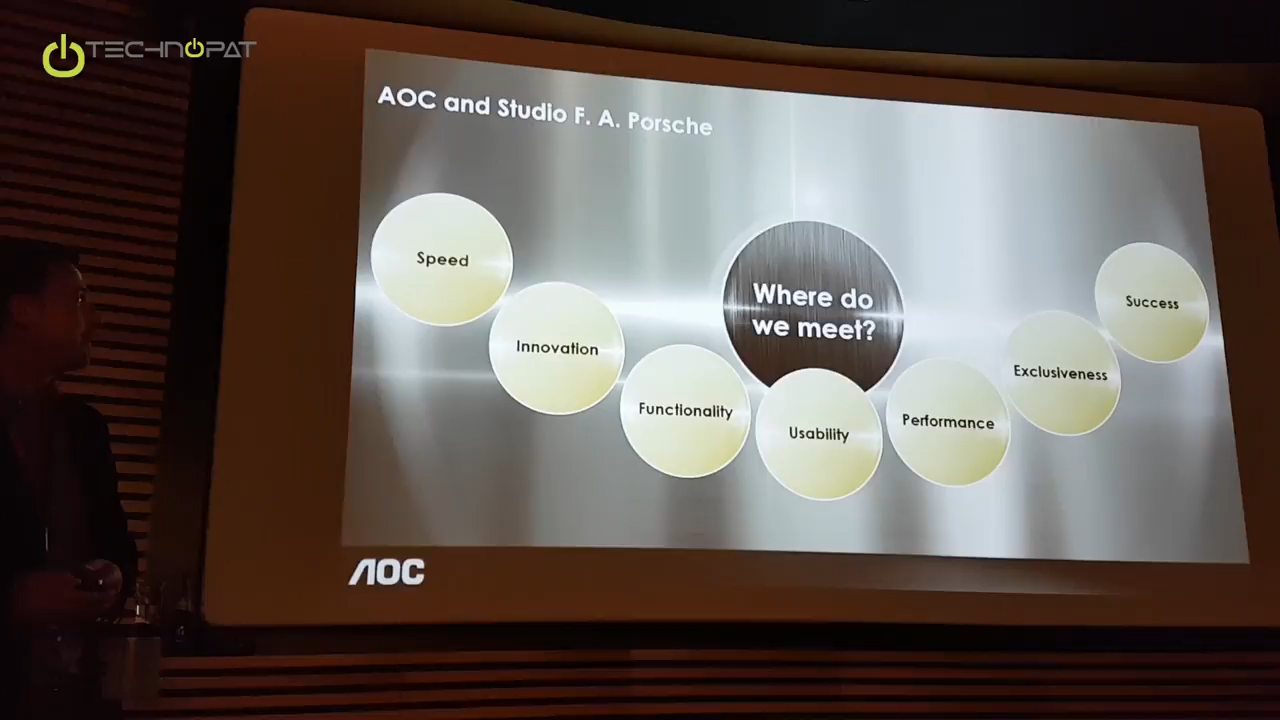 TECHNOPAT
AOC and Studio F. A. Porsche
Speed
Innovation
Functionality
Where do
we meet?
Usability
Performance
Exclusiveness
Success
AOC